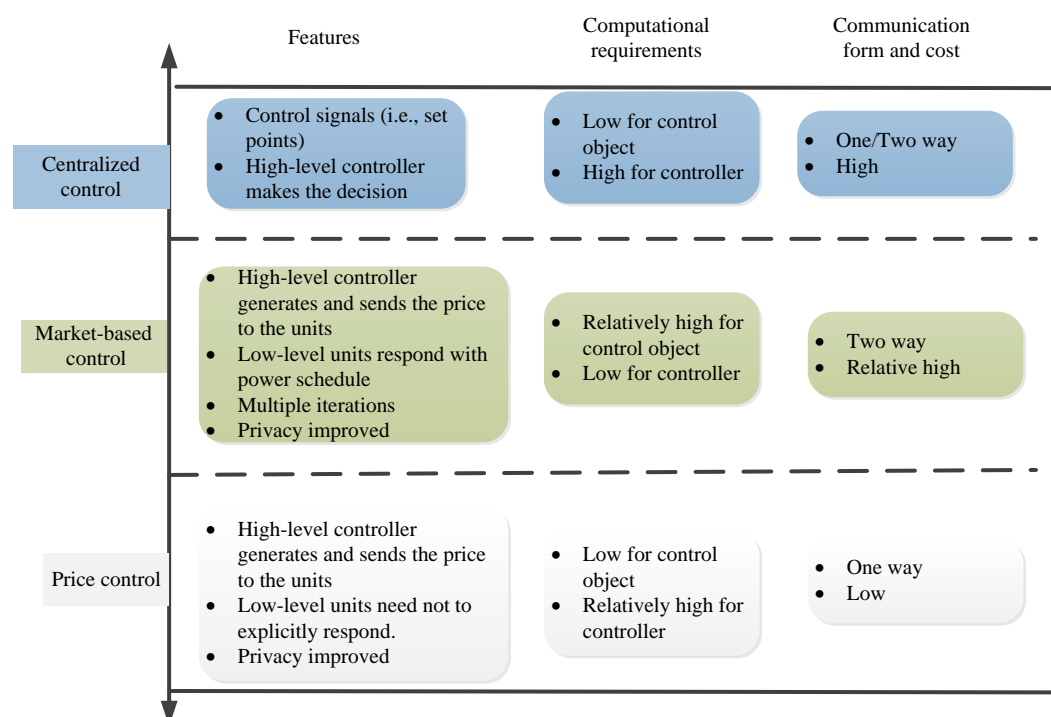 Features
Computational
requirements
Communication
form and cost
Centralized
control
• Control signals (i.e., set
points)
• High-level controller
makes the decision
• Low for control
object
• High for controller
• One/Two way
• High
Market-based
control
• High-level controller
generates and sends the price
to the units
• Low-level units respond with
power schedule
• Multiple iterations
• Privacy improved
• Relatively high for
control object
• Low for controller
• Two way
• Relative high
Price control
• High-level controller
generates and sends the price
to the units
• Low-level units need not to
explicitly respond.
• Privacy improved
• Low for control
object
• Relatively high for
controller
• One way
• Low